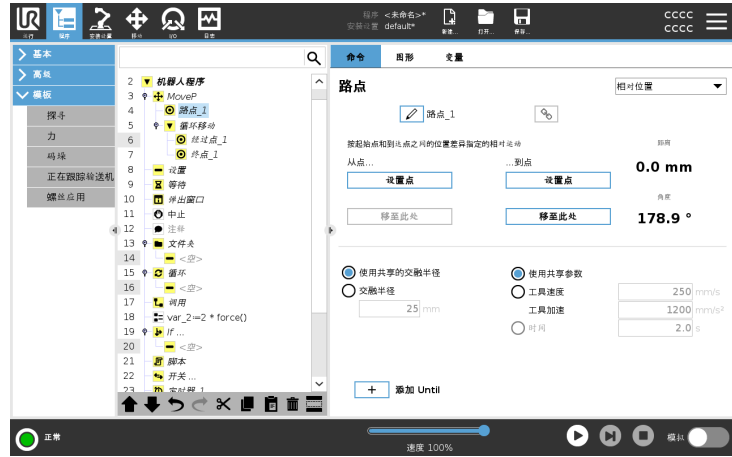 程序 <未命名>*
安装设置 default*
CCCC
CCCC
运行
程序
安装设置
移动
I/O
日志
新建...
打开...
保存...
基本
高级
模板
探斗
力
码垛
正在跟踪输送机
螺丝应用
2 机器人程序
3 MoveP
4 路点_1
5 循环移动
6 经过点_1
7 终点_1
8 设置
9 等待
10 弹出窗口
11 中止
12 注释
13 文件夹
14 <空>
15 循环
16 <空>
17 调用
18 var_2≔2 * force()
19 If ...
20 <空>
21 脚本
22 开关 ...
23 定时器_1
命令 图形 变量
路点
相对位置
路点_1
按起始点和到达点之间的位置差异指定的相对运动
距离
从点... ...到点
0.0 mm
设置点 设置点
角度
移至此处 移至此处
178.9 °
使用共享的交融半径
交融半径
25 mm
使用共享参数
工具速度 250 mm/s
工具加速 1200 mm/s²
时间 2.0 s
+ 添加 Until
正常
速度 100%
模拟